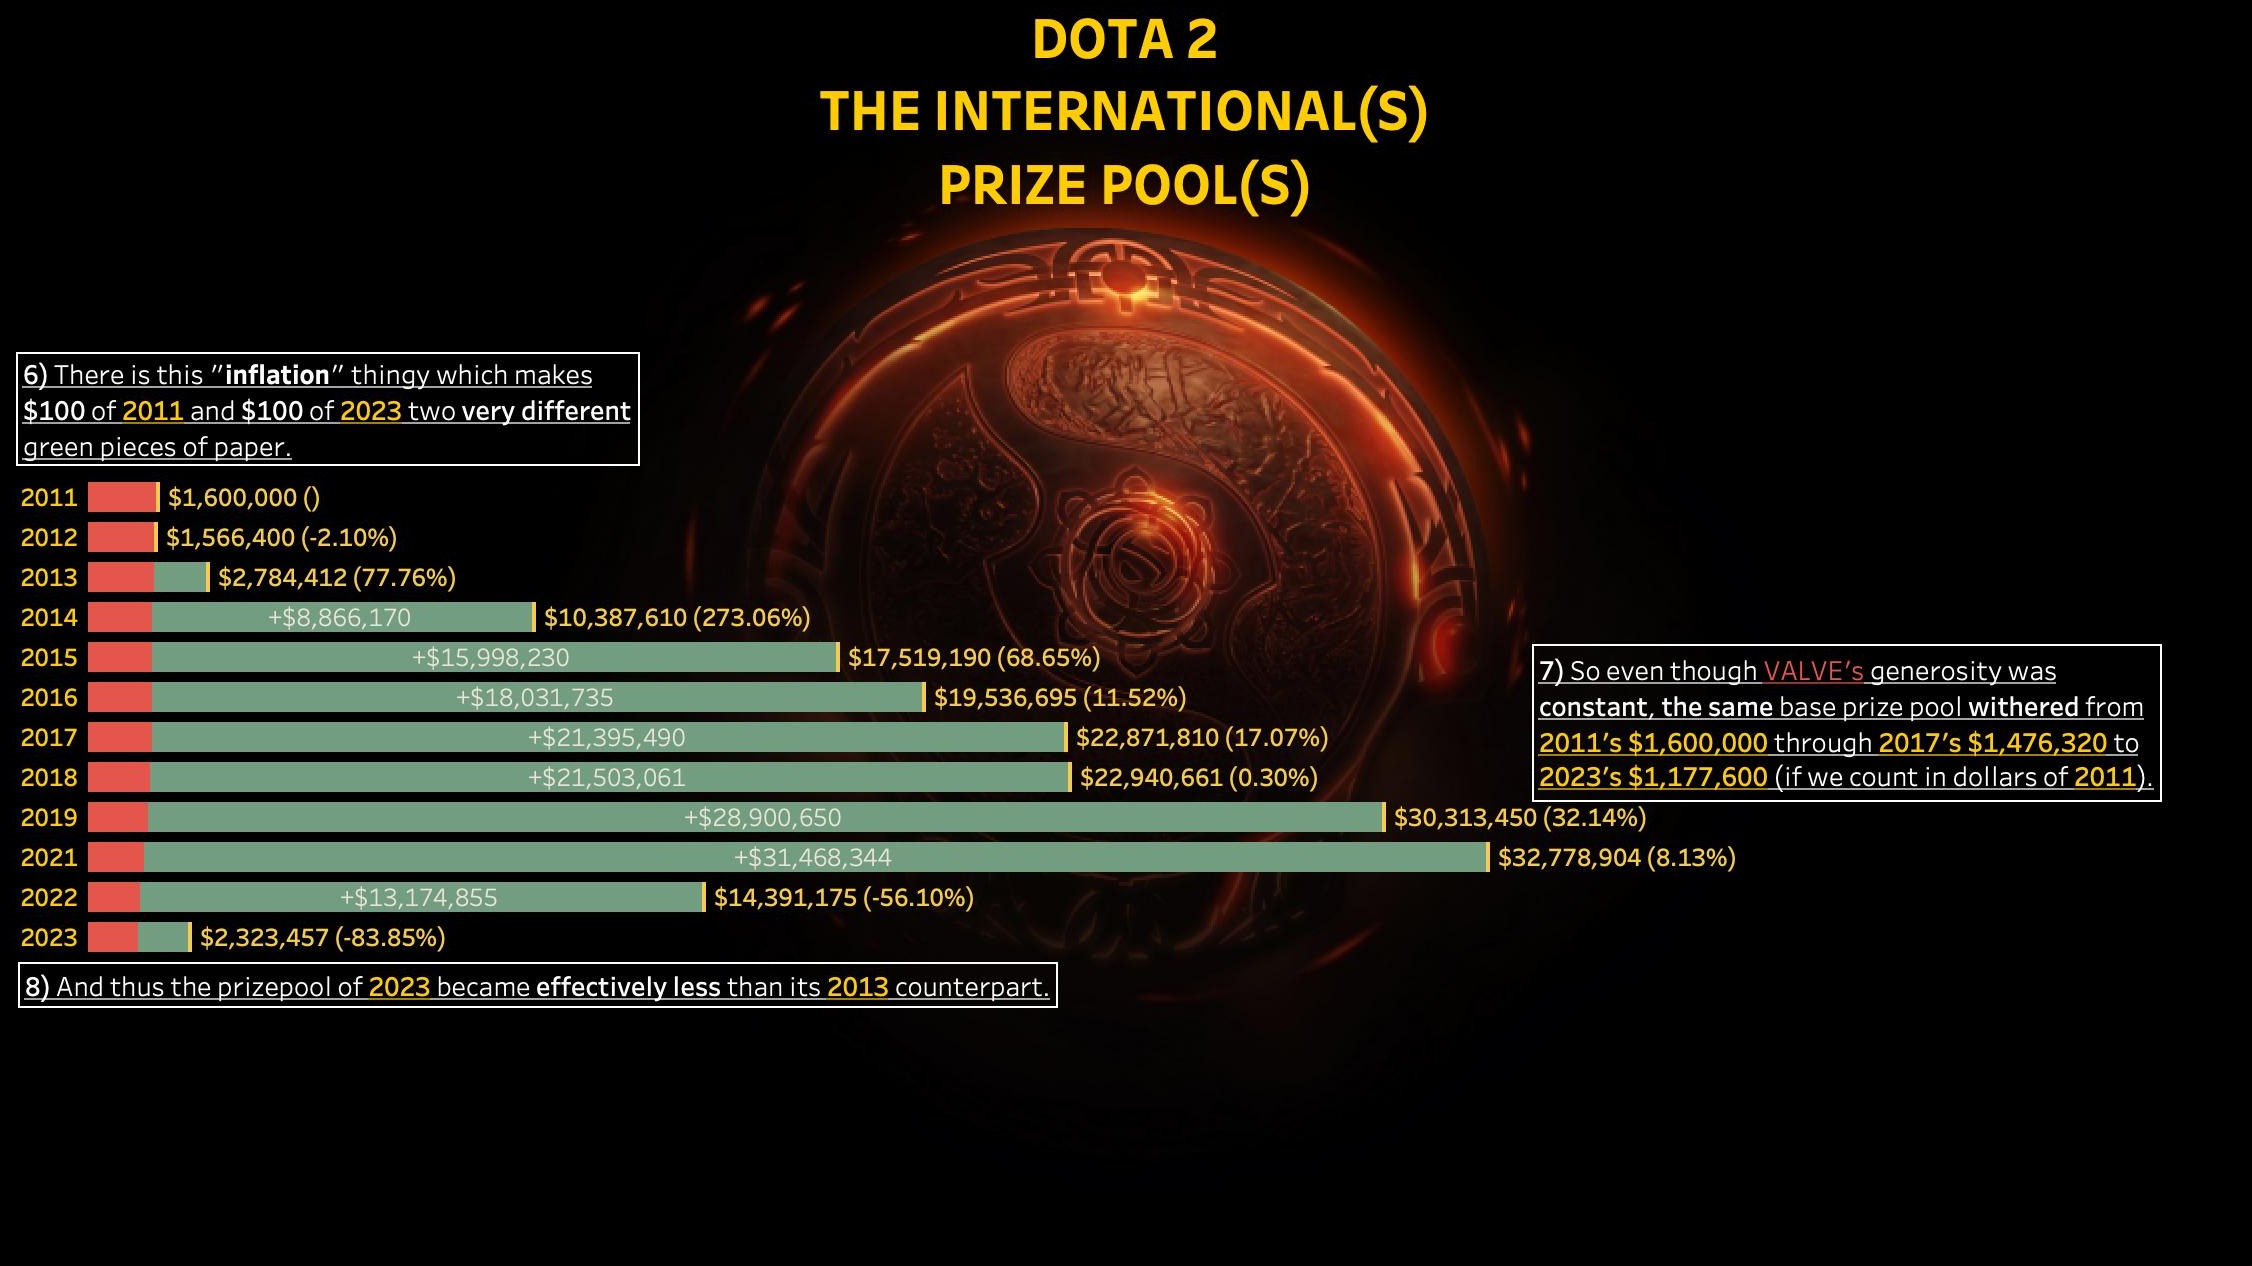 DOTA 2
THE INTERNATIONAL(S)
PRIZE POOL(S)
6) There is this "inflation" thingy which makes
$100 of 2011 and $100 of 2023 two very different
green pieces of paper.
2011 $1,600,000 ()
2012 $1,566,400 (-2.10%)
2013 $2,784,412 (77.76%)
2014 +$8,866,170 $10,387,610 (273.06%)
2015 +$15,998,230 $17,519,190 (68.65%)
2016 +$18,031,735 $19,536,695 (11.52%)
2017 +$21,395,490 $22,871,810 (17.07%)
2018 +$21,503,061 $22,940,661 (0.30%)
2019 +$28,900,650 $30,313,450 (32.14%)
2021 +$31,468,344 $32,778,904 (8.13%)
2022 +$13,174,855 $14,391,175 (-56.10%)
2023 $2,323,457 (-83.85%)
7) So even though VALVE's generosity was
constant, the same base prize pool withered from
2011's $1,600,000 through 2017's $1,476,320 to
2023's $1,177,600 (if we count in dollars of 2011).
8) And thus the prizepool of 2023 became effectively less than its 2013 counterpart.